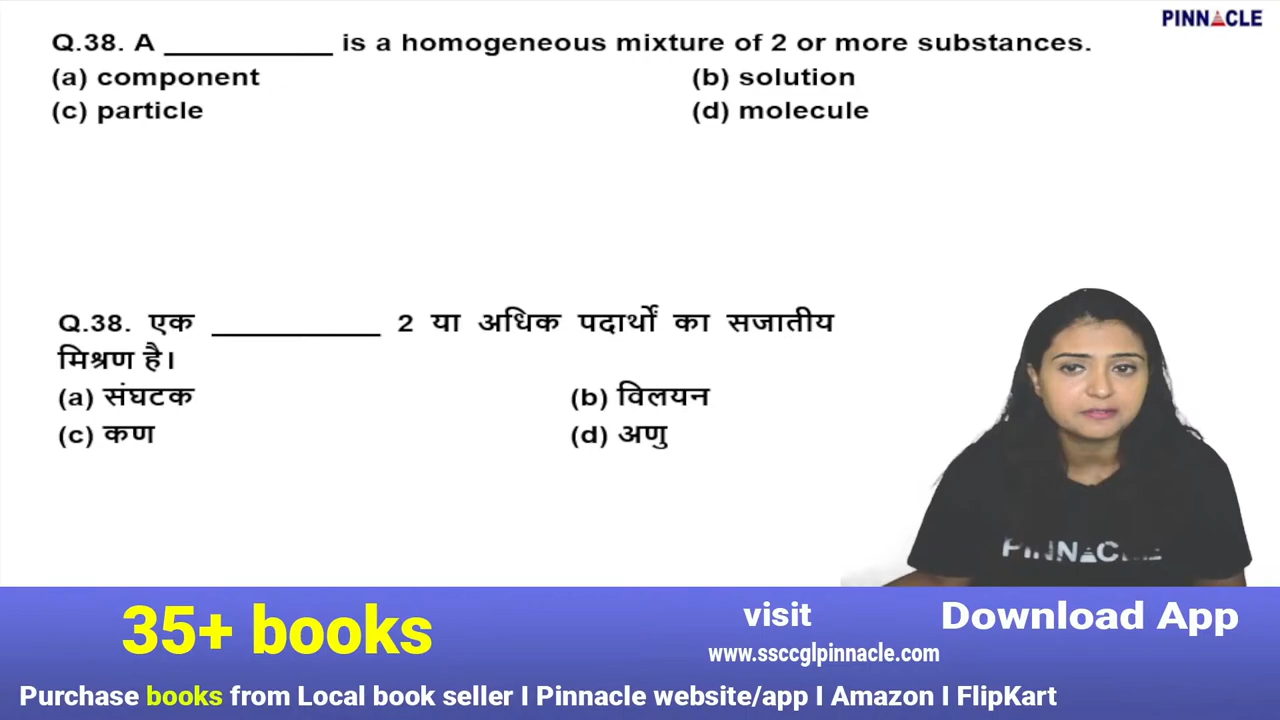 PINNACLE
Q.38. A ____________ is a homogeneous mixture of 2 or more substances.
(a) component (b) solution
(c) particle (d) molecule
Q.38. एक ____________ 2 या अधिक पदार्थों का सजातीय
मिश्रण है।
(a) संघटक (b) विलयन
(c) कण (d) अणु
PINNACLE
35+ books visit Download App
www.ssccglpinnacle.com
Purchase books from Local book seller I Pinnacle website/app I Amazon I FlipKart